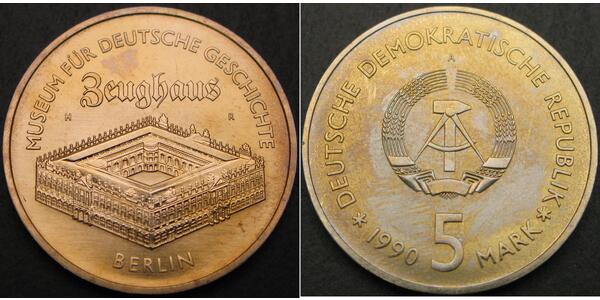 MUSEUM FÜR DEUTSCHE GESCHICHTE
Zeughaus
H R
BERLIN
DEUTSCHE DEMOKRATISCHE REPUBLIK
A
* 1990 5 MARK *